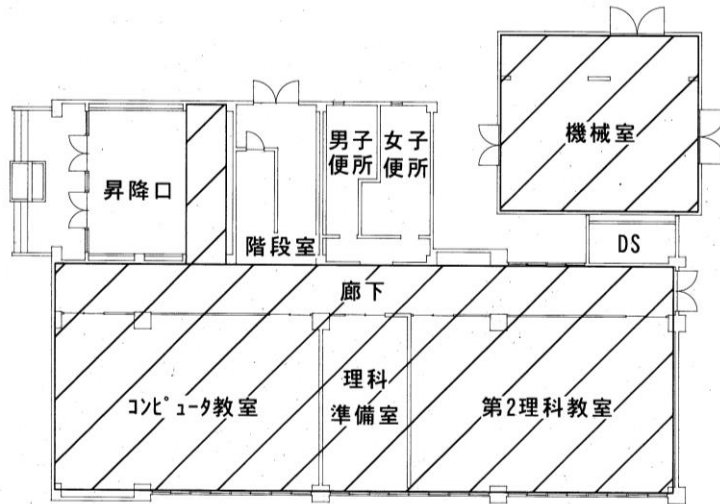 機械室
男子
便所
女子
便所
昇降口
階段室
DS
廊下
コンピュータ教室
理科
準備室
第2理科教室